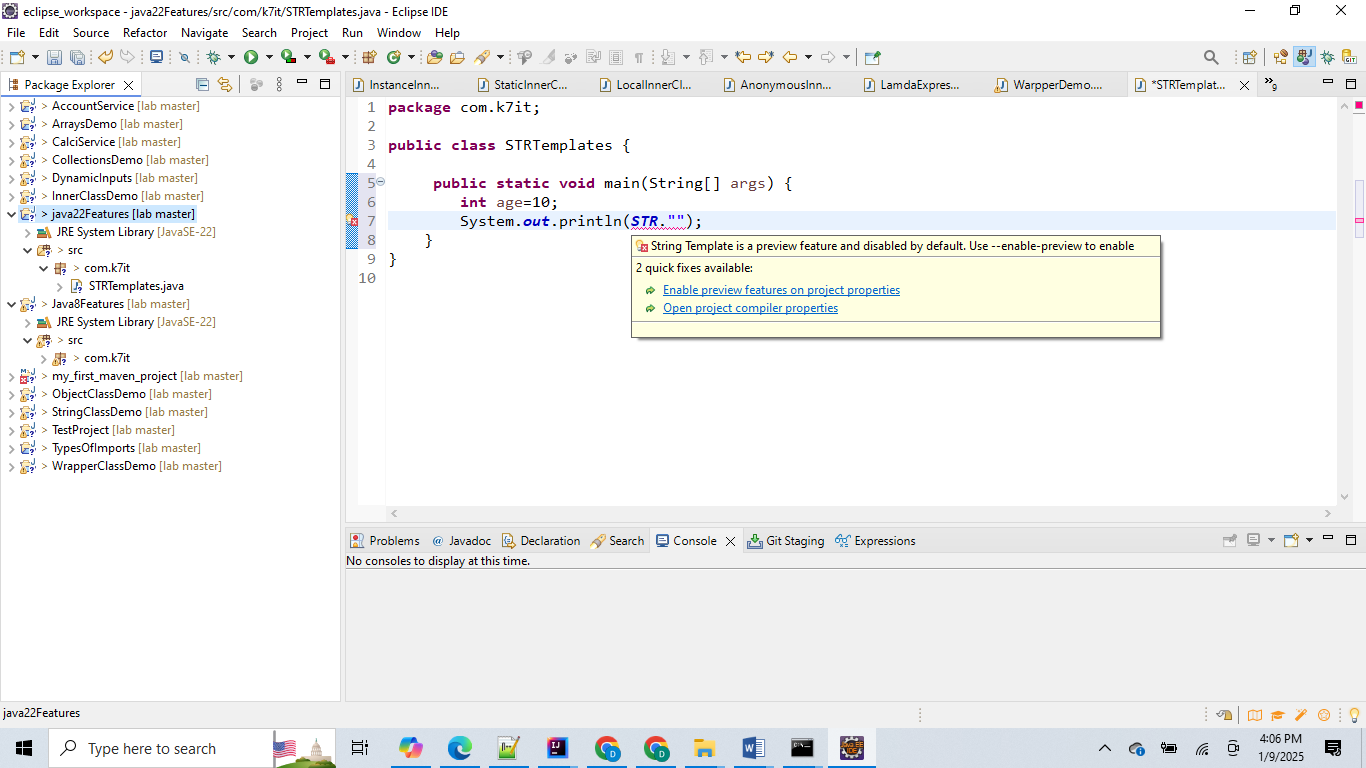 eclipse_workspace - java22Features/src/com/k7it/STRTemplates.java - Eclipse IDE
File Edit Source Refactor Navigate Search Project Run Window Help
Package Explorer
InstanceInn... StaticInnerC... LocalInnerCl... AnonymousInn... LamdaExpres... WarpperDemo.... *STRTemplat... »9
> AccountService [lab master]
> ArraysDemo [lab master]
> CalciService [lab master]
> CollectionsDemo [lab master]
> DynamicInputs [lab master]
> InnerClassDemo [lab master]
> java22Features [lab master]
JRE System Library [JavaSE-22]
> src
> com.k7it
> STRTemplates.java
> Java8Features [lab master]
JRE System Library [JavaSE-22]
> src
> com.k7it
> my_first_maven_project [lab master]
> ObjectClassDemo [lab master]
> StringClassDemo [lab master]
> TestProject [lab master]
> TypesOfImports [lab master]
> WrapperClassDemo [lab master]
1 package com.k7it;
2
3 public class STRTemplates {
4
5 public static void main(String[] args) {
6 int age=10;
7 System.out.println(STR."");
8 }
9 }
10
String Template is a preview feature and disabled by default. Use --enable-preview to enable
2 quick fixes available:
Enable preview features on project properties
Open project compiler properties
Problems @ Javadoc Declaration Search Console Git Staging Expressions
No consoles to display at this time.
java22Features
Type here to search
4:06 PM
1/9/2025